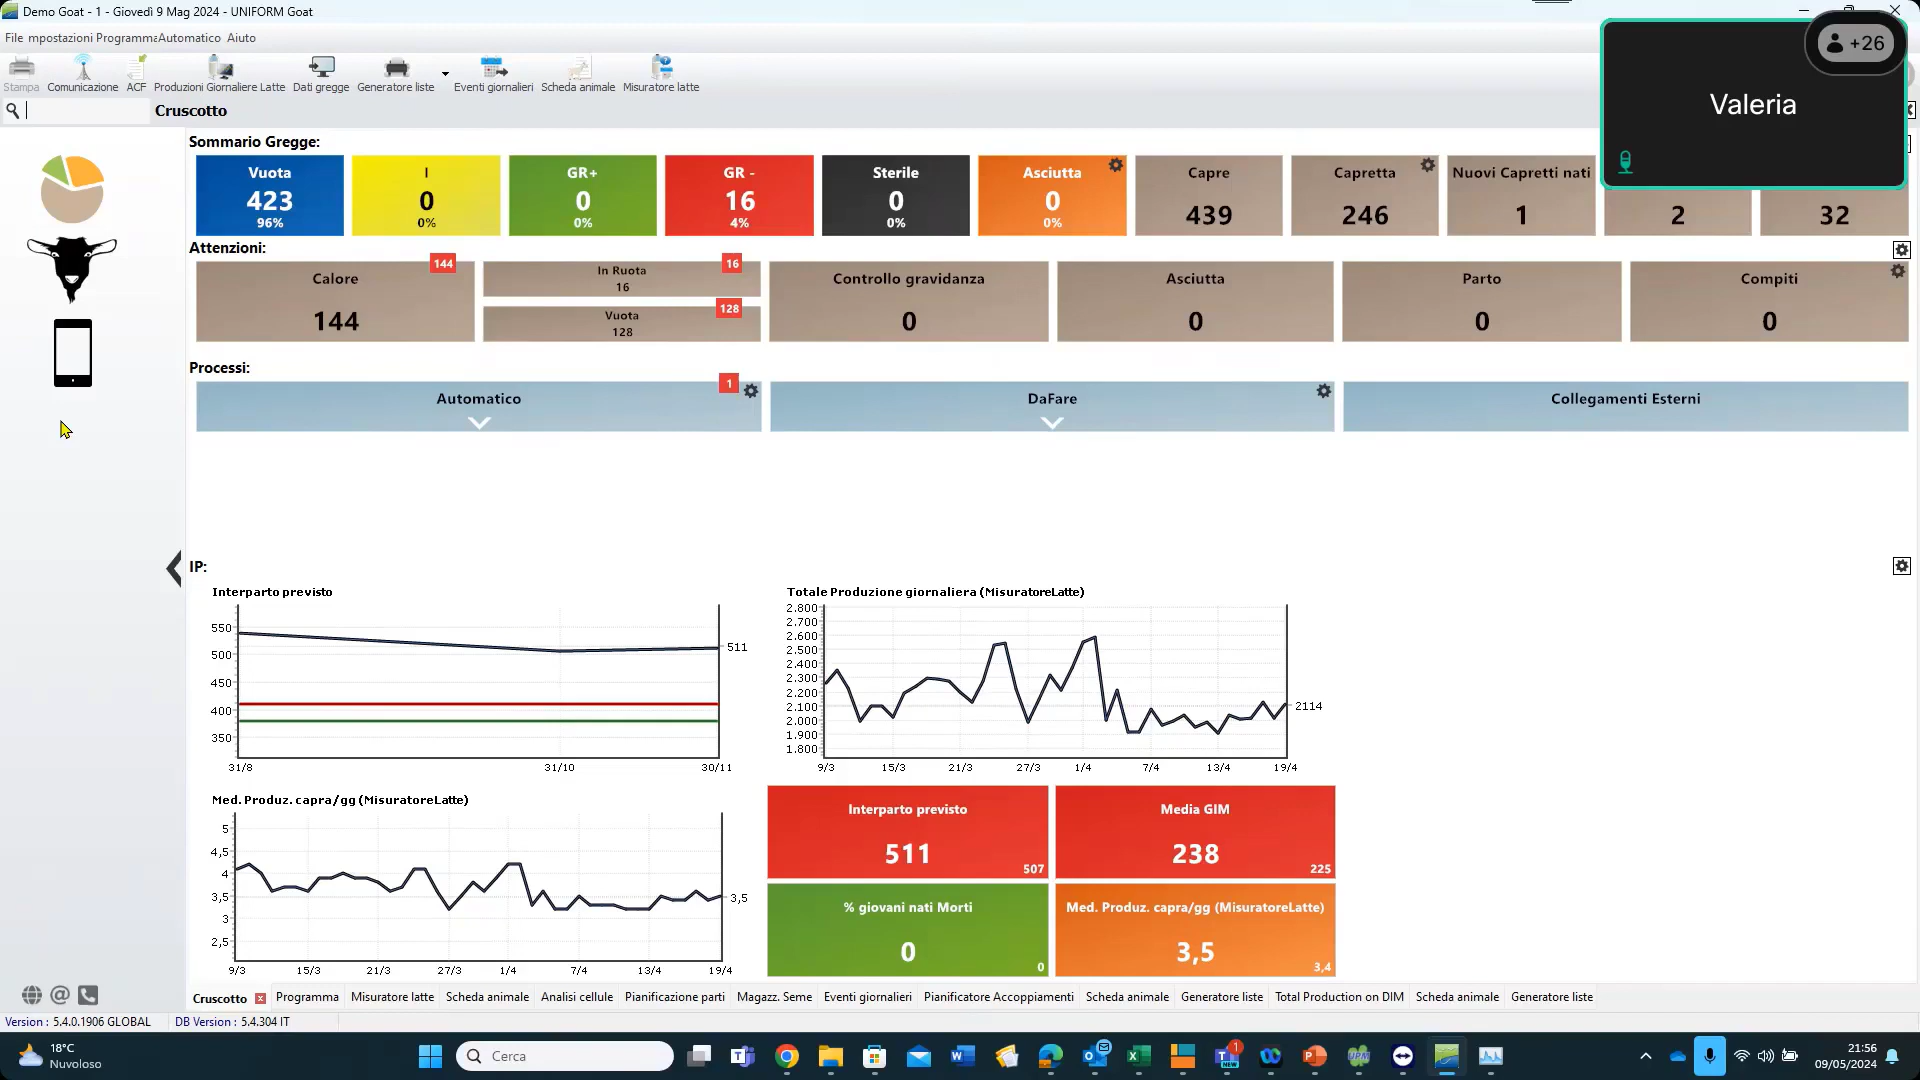 Demo Goat - 1 - Giovedì 9 Mag 2024 - UNIFORM Goat
File mpostazioni ProgrammaAutomatico Aiuto
Stampa Comunicazione ACF Produzioni Giornaliere Latte Dati gregge Generatore liste Eventi giornalieri Scheda animale Misuratore latte
+26
Valeria
Cruscotto
Sommario Gregge:
Vuota 423 96%
I 0 0%
GR+ 0 0%
GR - 16 4%
Sterile 0 0%
Asciutta 0 0%
Capre 439
Capretta 246
Nuovi Capretti nati 1
2
32
Attenzioni:
Calore 144 144
In Ruota 16 16
Vuota 128 128
Controllo gravidanza 0
Asciutta 0
Parto 0
Compiti 0
Processi:
Automatico 1
DaFare
Collegamenti Esterni
IP:
Interparto previsto
550
500
450
400
350
511
31/8 31/10 30/11
Totale Produzione giornaliera (MisuratoreLatte)
2.800
2.700
2.600
2.500
2.400
2.300
2.200
2.100
2.000
1.900
1.800
2114
9/3 15/3 21/3 27/3 1/4 7/4 13/4 19/4
Med. Produz. capra/gg (MisuratoreLatte)
5
4,5
4
3,5
3
2,5
3,5
9/3 15/3 21/3 27/3 1/4 7/4 13/4 19/4
Interparto previsto
511
507
Media GIM
238
225
% giovani nati Morti
0
0
Med. Produz. capra/gg (MisuratoreLatte)
3,5
3,4
Cruscotto Programma Misuratore latte Scheda animale Analisi cellule Pianificazione parti Magazz. Seme Eventi giornalieri Pianificatore Accoppiamenti Scheda animale Generatore liste Total Production on DIM Scheda animale Generatore liste
Version : 5.4.0.1906 GLOBAL DB Version : 5.4.304 IT
18°C
Nuvoloso
Cerca
1
NEW
UPM
21:56
09/05/2024